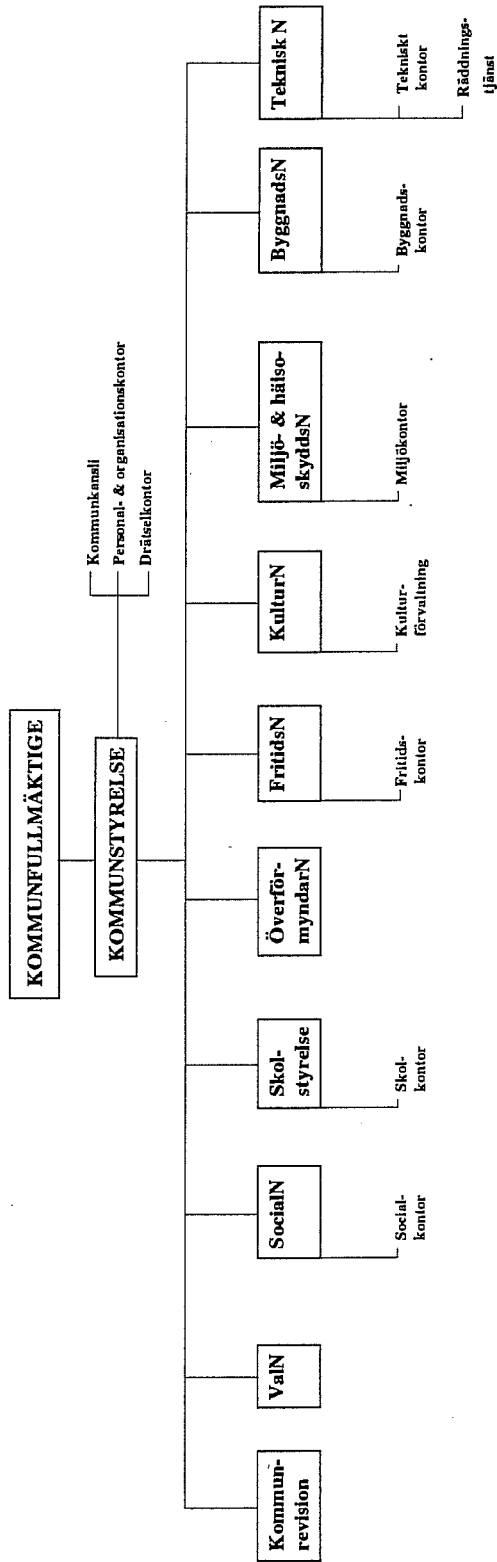 KOMMUNFULLMÄKTIGE
KOMMUNSTYRELSE
Kommunkansli
Personal- & organisationskontor
Drätselkontor
Kommun-
revision
ValN
SocialN
Social-
kontor
Skol-
styrelse
Skol-
kontor
Överför-
myndarN
FritidsN
Fritids-
kontor
KulturN
Kultur-
förvaltning
Miljö- & hälso-
skyddsN
Miljökontor
ByggnadsN
Byggnads-
kontor
Teknisk N
Tekniskt
kontor
Räddnings-
tjänst